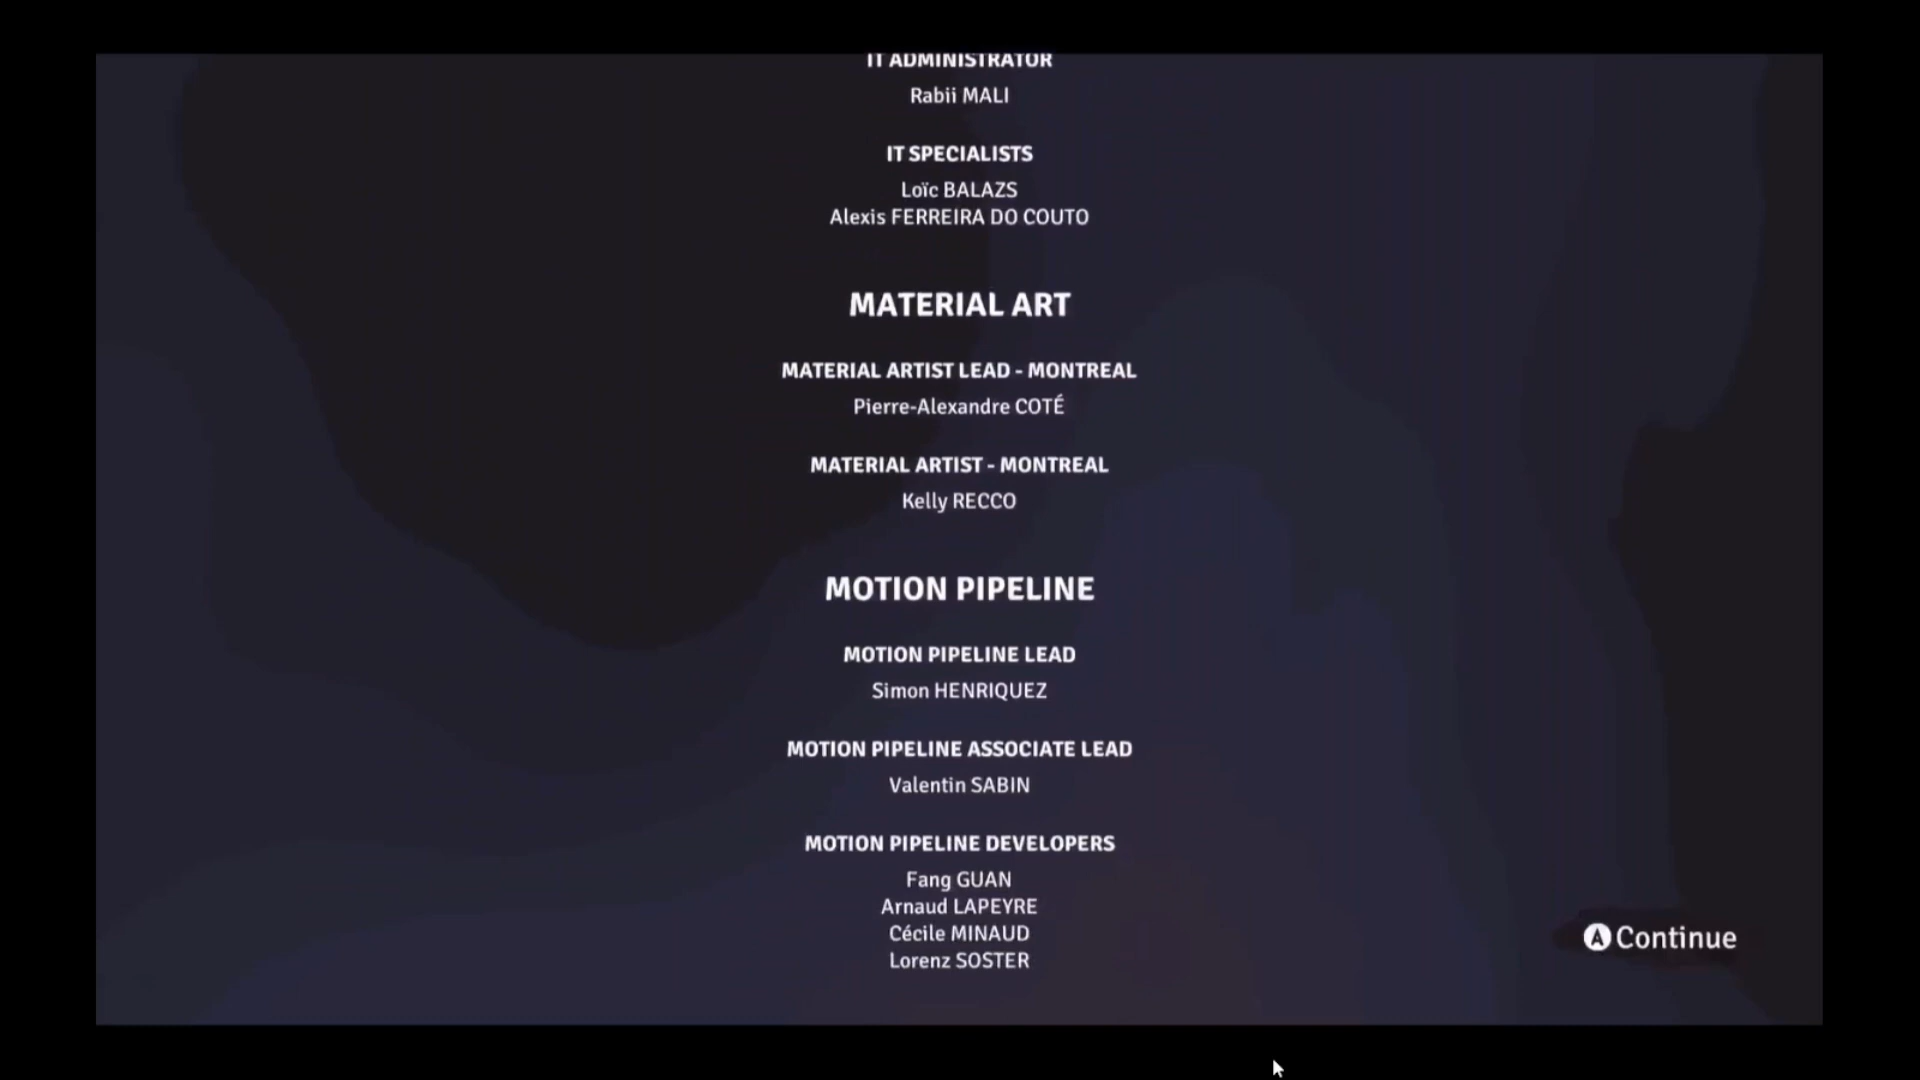 IT ADMINISTRATOR
Rabii MALI
IT SPECIALISTS
Loïc BALAZS
Alexis FERREIRA DO COUTO
MATERIAL ART
MATERIAL ARTIST LEAD - MONTREAL
Pierre-Alexandre COTÉ
MATERIAL ARTIST - MONTREAL
Kelly RECCO
MOTION PIPELINE
MOTION PIPELINE LEAD
Simon HENRIQUEZ
MOTION PIPELINE ASSOCIATE LEAD
Valentin SABIN
MOTION PIPELINE DEVELOPERS
Fang GUAN
Arnaud LAPEYRE
Cécile MINAUD
Lorenz SOSTER
A Continue